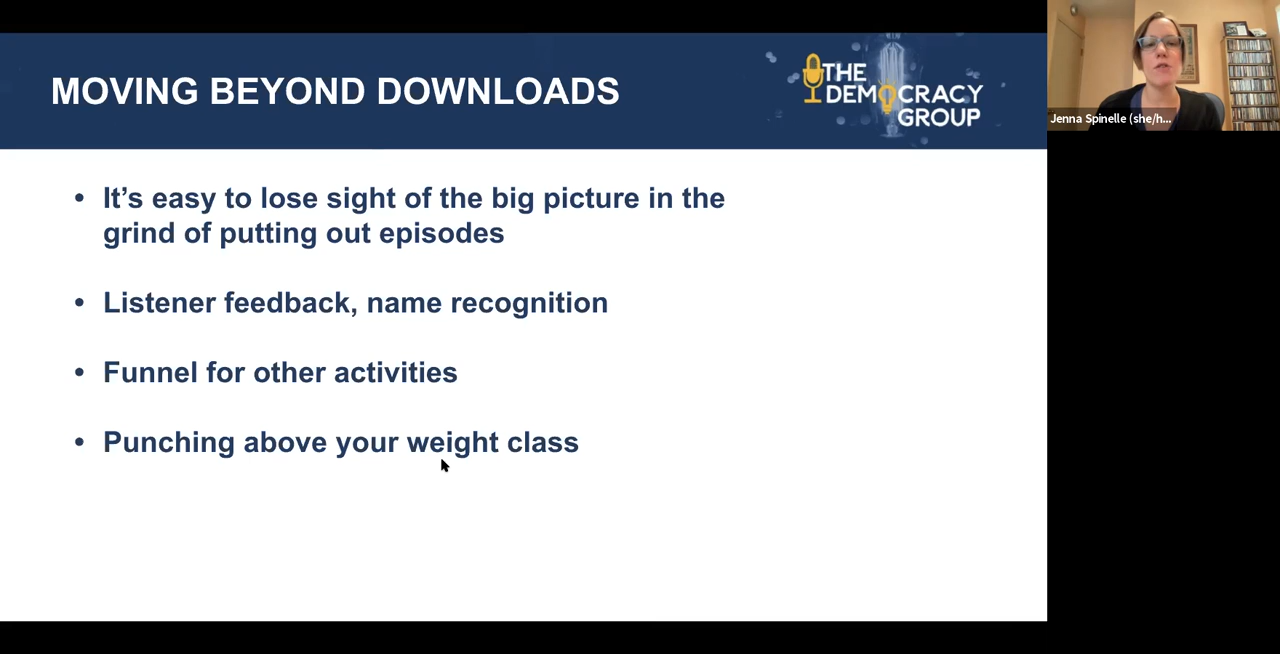 MOVING BEYOND DOWNLOADS
THE
DEMOCRACY
GROUP
Jenna Spinelle (she/h...
• It’s easy to lose sight of the big picture in the
grind of putting out episodes
• Listener feedback, name recognition
• Funnel for other activities
• Punching above your weight class